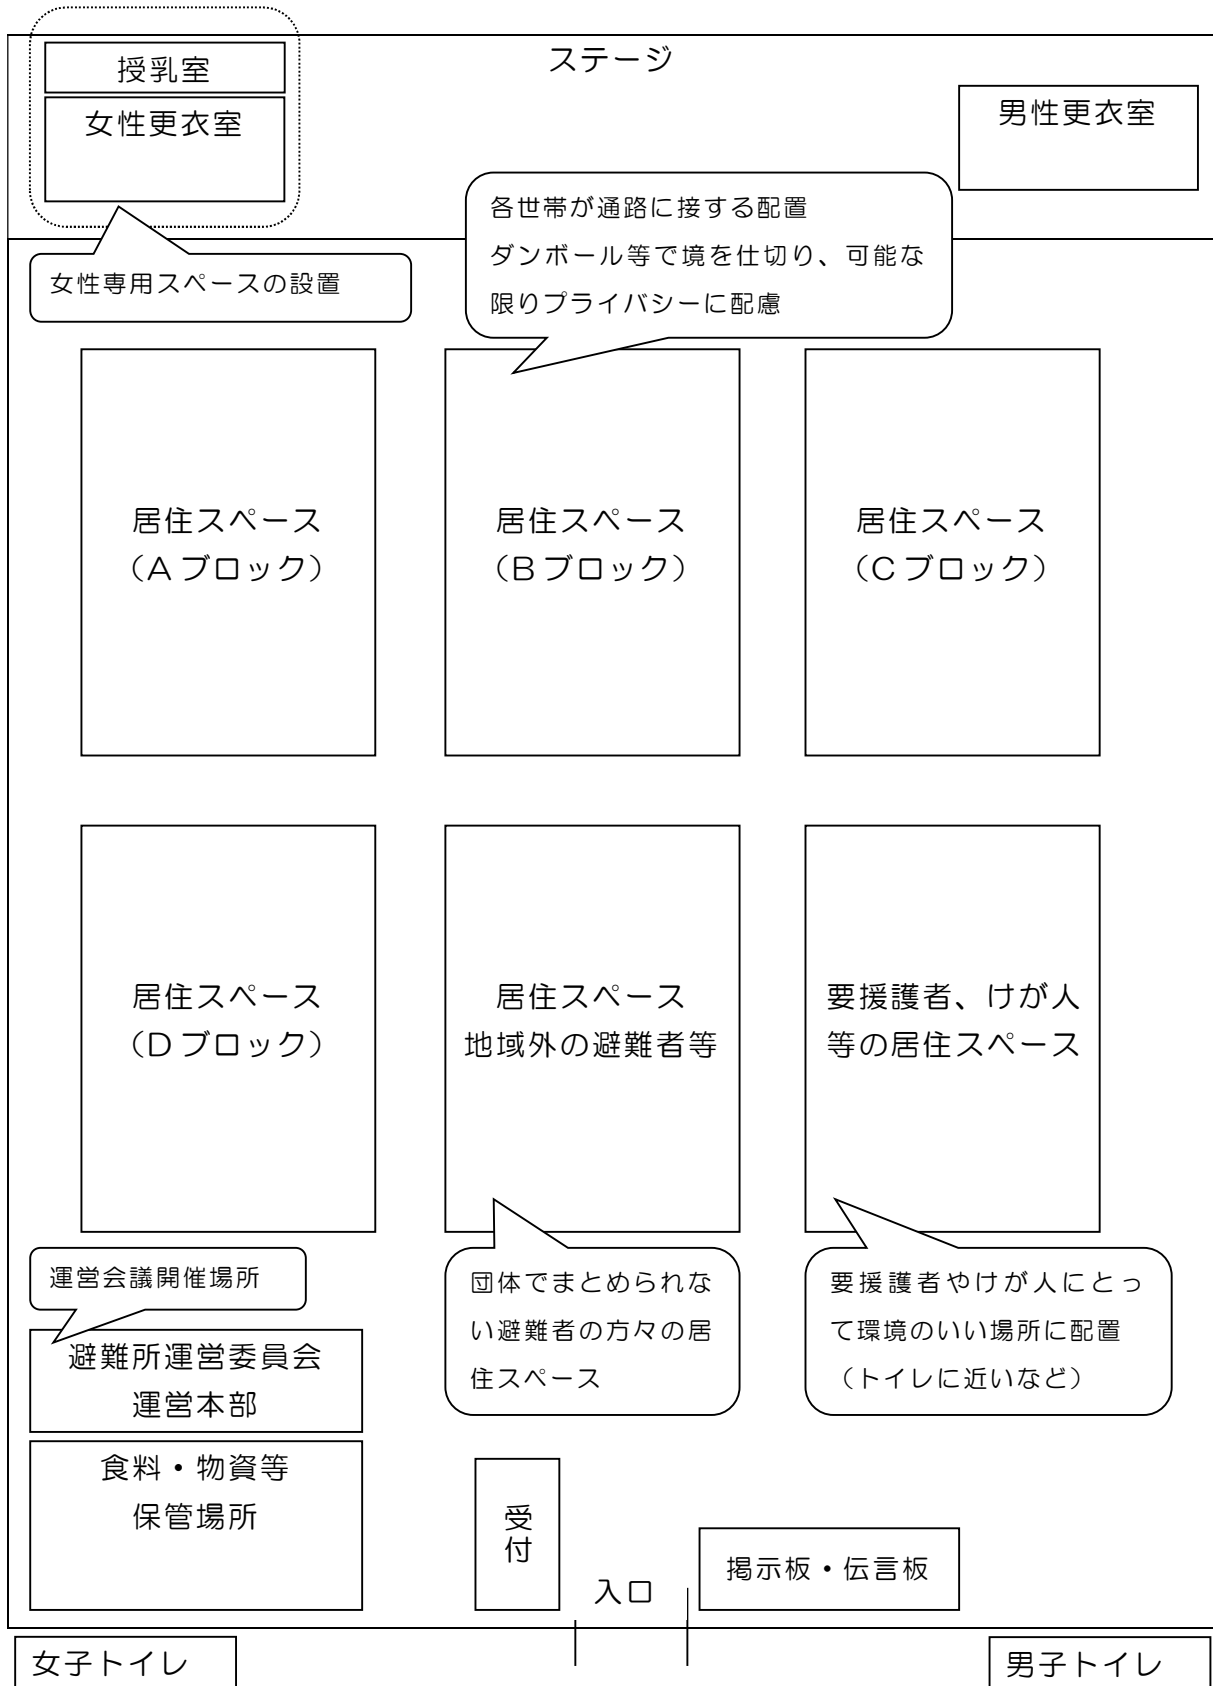 授乳室
ステージ
女性更衣室
男性更衣室
各世帯が通路に接する配置
ダンボール等で境を仕切り、可能な
限りプライバシーに配慮
女性専用スペースの設置
居住スペース
（Aブロック）
居住スペース
（Bブロック）
居住スペース
（Cブロック）
居住スペース
（Dブロック）
居住スペース
地域外の避難者等
要援護者、けが人
等の居住スペース
運営会議開催場所
団体でまとめられな
い避難者の方々の居
住スペース
要援護者やけが人にとっ
て環境のいい場所に配置
（トイレに近いなど）
避難所運営委員会
運営本部
食料・物資等
保管場所
受付
入口
掲示板・伝言板
女子トイレ
男子トイレ